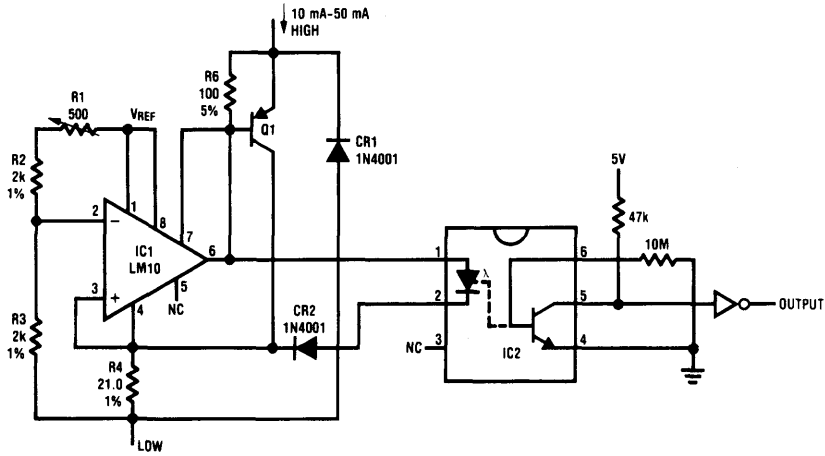 10 mA-50 mA
HIGH
R6
100
5%
R1
500
VREF
Q1
CR1
1N4001
R2
2k
1%
5V
1
8
7
47k
2
−
IC1
LM10
6
1
λ
6
10M
3
+
5
NC
4
2
5
OUTPUT
CR2
1N4001
R3
2k
1%
NC
3
IC2
4
R4
21.0
1%
LOW